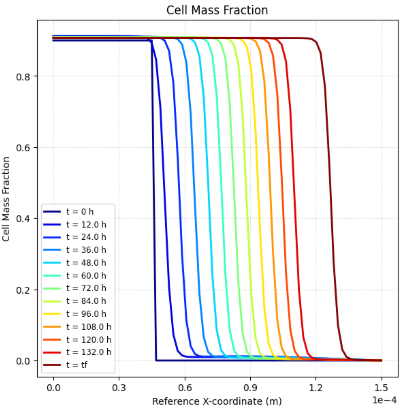 Cell Mass Fraction
Cell Mass Fraction
0.8
0.6
0.4
0.2
0.0
t = 0 h
t = 12.0 h
t = 24.0 h
t = 36.0 h
t = 48.0 h
t = 60.0 h
t = 72.0 h
t = 84.0 h
t = 96.0 h
t = 108.0 h
t = 120.0 h
t = 132.0 h
t = tf
0.0 0.3 0.6 0.9 1.2 1.5
1e−4
Reference X-coordinate (m)